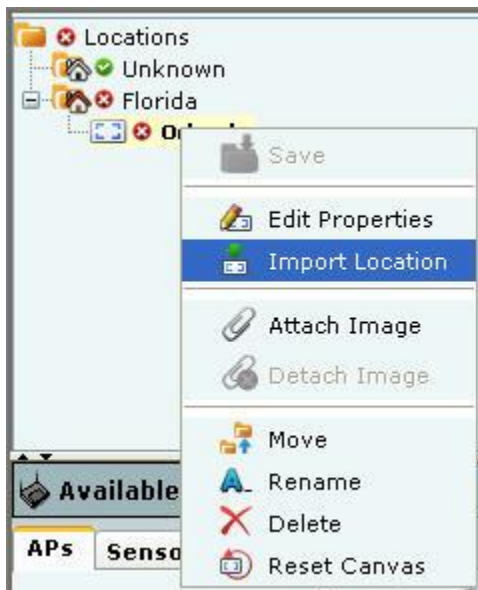 Locations
Unknown
Florida
Save
Edit Properties
Import Location
Attach Image
Detach Image
Move
Rename
Delete
Reset Canvas
Available
APs